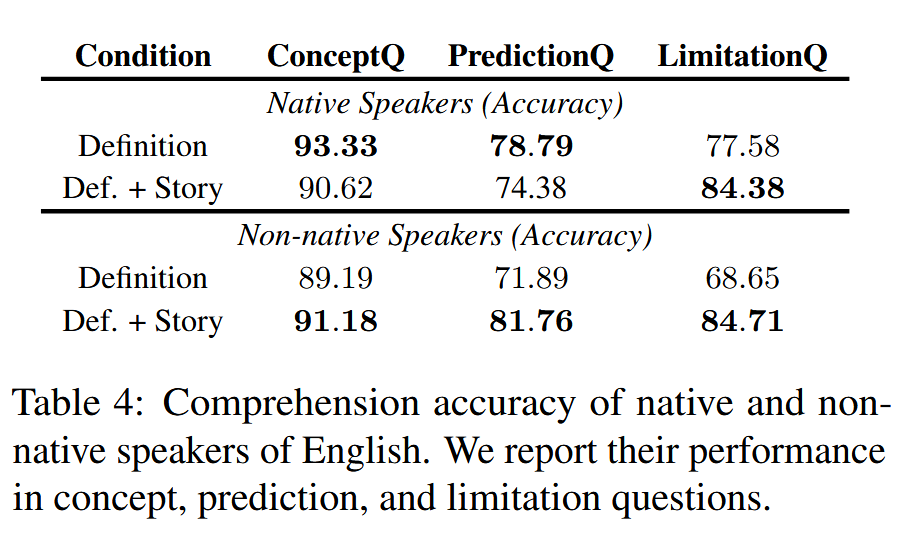 Condition ConceptQ PredictionQ LimitationQ
Native Speakers (Accuracy)
Definition 93.33 78.79 77.58
Def. + Story 90.62 74.38 84.38
Non-native Speakers (Accuracy)
Definition 89.19 71.89 68.65
Def. + Story 91.18 81.76 84.71
Table 4: Comprehension accuracy of native and non-
native speakers of English. We report their performance
in concept, prediction, and limitation questions.